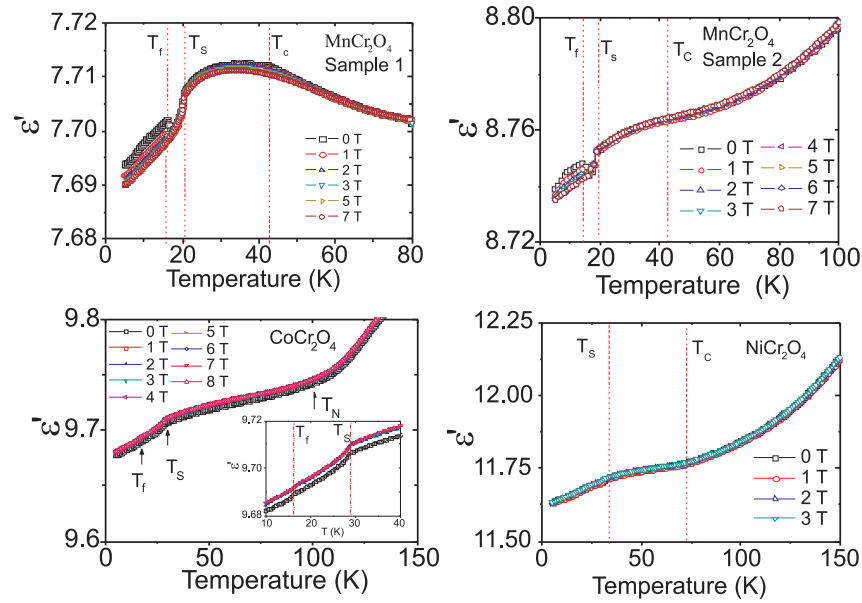 7.72
7.71
7.70
7.69
7.68
ε'
T_f
T_S
T_c
MnCr₂O₄
Sample 1
0 T
1 T
2 T
3 T
5 T
7 T
0
20
40
60
80
Temperature (K)
8.80
8.76
8.72
ε'
T_f
T_s
T_C
MnCr₂O₄
Sample 2
0 T
1 T
2 T
3 T
4 T
5 T
6 T
7 T
0
20
40
60
80
100
Temperature (K)
9.8
9.7
9.6
ε'
0 T
1 T
2 T
3 T
4 T
5 T
6 T
7 T
8 T
CoCr₂O₄
T_N
T_f
T_S
9.72
9.70
9.68
ε'
T_f
T_S
10
20
30
40
T (K)
0
50
100
150
Temperature (K)
12.25
12.00
11.75
11.50
ε'
T_S
T_C
NiCr₂O₄
0 T
1 T
2 T
3 T
0
50
100
150
Temperature (K)